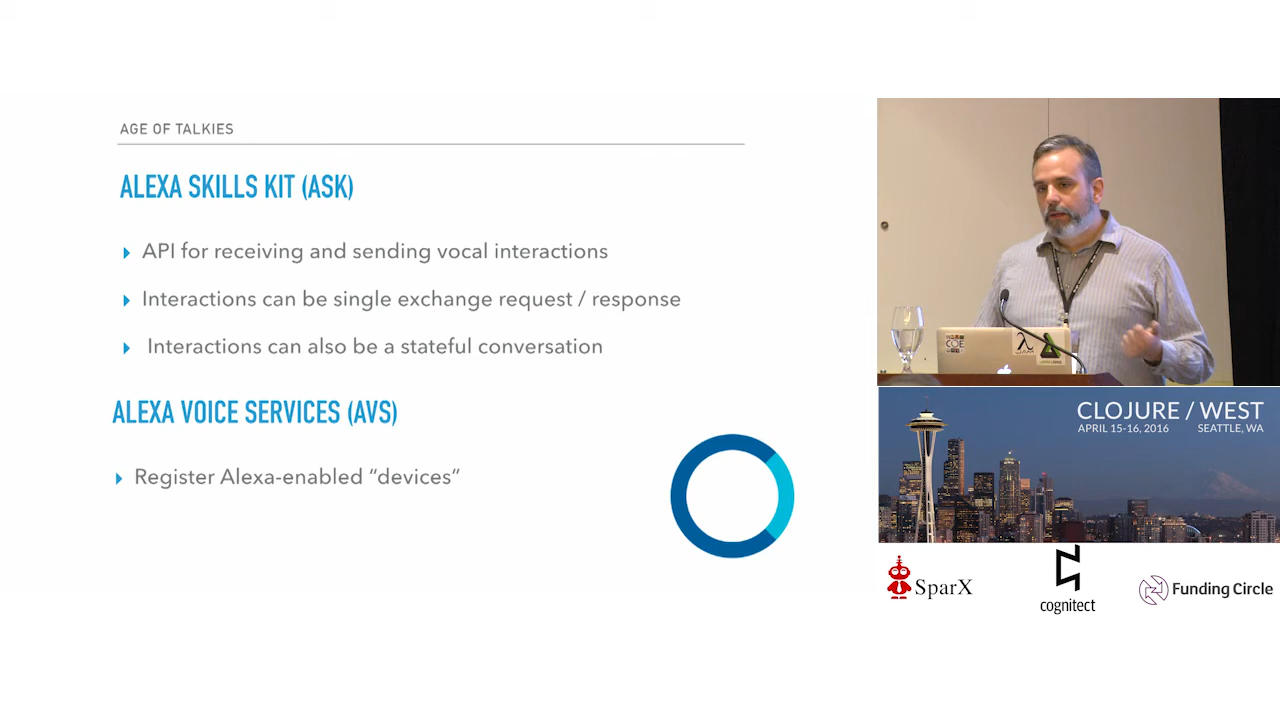 AGE OF TALKIES
ALEXA SKILLS KIT (ASK)
API for receiving and sending vocal interactions
Interactions can be single exchange request / response
Interactions can also be a stateful conversation
ALEXA VOICE SERVICES (AVS)
Register Alexa-enabled “devices”
COE
λ
CLOJURE / WEST
APRIL 15-16, 2016 SEATTLE, WA
SparX
cognitect
Funding Circle